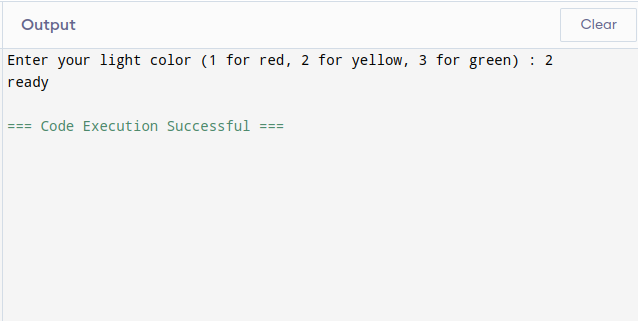 Output
Clear
Enter your light color (1 for red, 2 for yellow, 3 for green) : 2
ready
=== Code Execution Successful ===